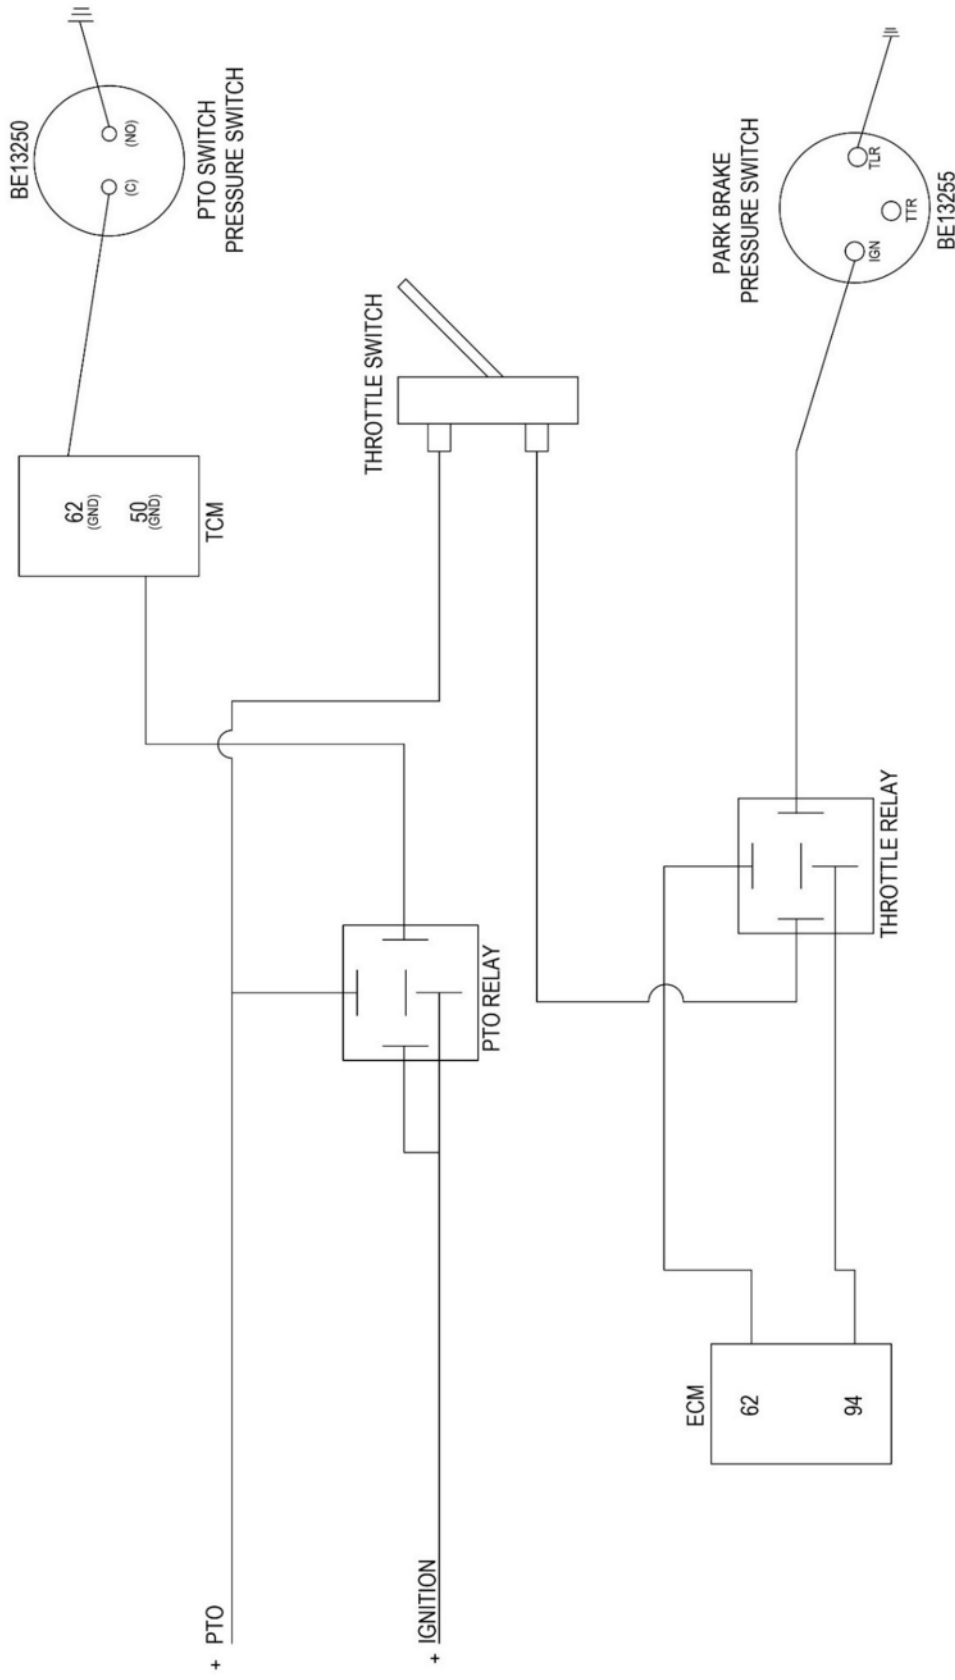 BE13250
(C)
(NO)
PTO SWITCH
PRESSURE SWITCH
62
(GND)
50
(GND)
TCM
THROTTLE SWITCH
PARK BRAKE
PRESSURE SWITCH
IGN
TTR
TLR
BE13255
+ PTO
+ IGNITION
PTO RELAY
THROTTLE RELAY
ECM
62
94